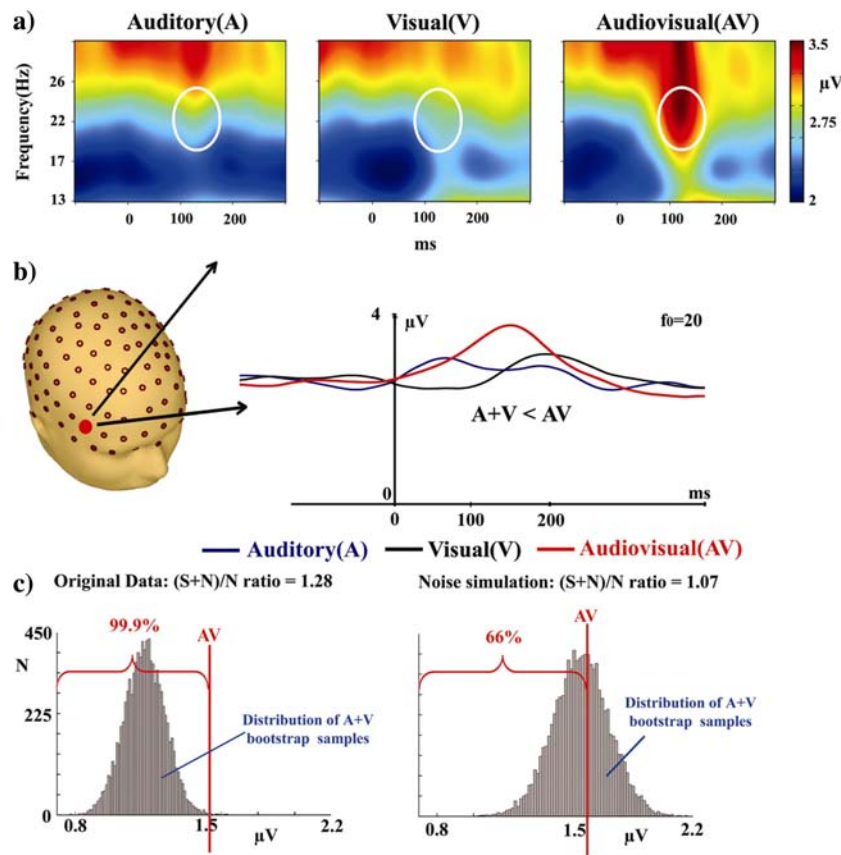 a)
Auditory(A) Visual(V) Audiovisual(AV)
Frequency(Hz)
26
22
17
13
0 100 200
0 100 200
0 100 200
ms
3.5
μV
2.75
2
b)
4
μV
f0=20
A+V < AV
0
ms
0 100 200
Auditory(A) Visual(V) Audiovisual(AV)
c)
Original Data: (S+N)/N ratio = 1.28
Noise simulation: (S+N)/N ratio = 1.07
450
N
225
0
99.9%
AV
Distribution of A+V
bootstrap samples
0.8 1.5 μV 2.2
66%
AV
Distribution of A+V
bootstrap samples
0.8 1.5 μV 2.2